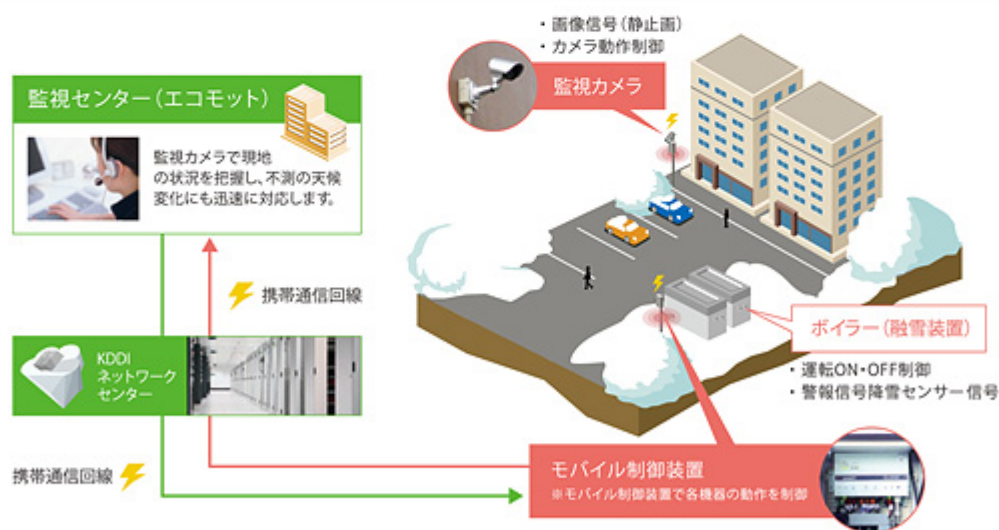 ・画像信号(静止画)
・カメラ動作制御
監視カメラ
監視センター(エコモット)
監視カメラで現地
の状況を把握し、不測の天候
変化にも迅速に対応します。
携帯通信回線
KDDI
ネットワーク
センター
携帯通信回線
ボイラー(融雪装置)
・運転ON・OFF制御
・警報信号降雪センサー信号
モバイル制御装置
※モバイル制御装置で各機器の動作を制御